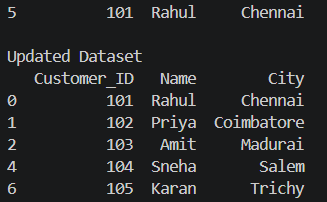 5          101  Rahul     Chennai

Updated Dataset
   Customer_ID   Name        City
0          101  Rahul     Chennai
1          102  Priya  Coimbatore
2          103   Amit     Madurai
4          104  Sneha       Salem
6          105  Karan      Trichy